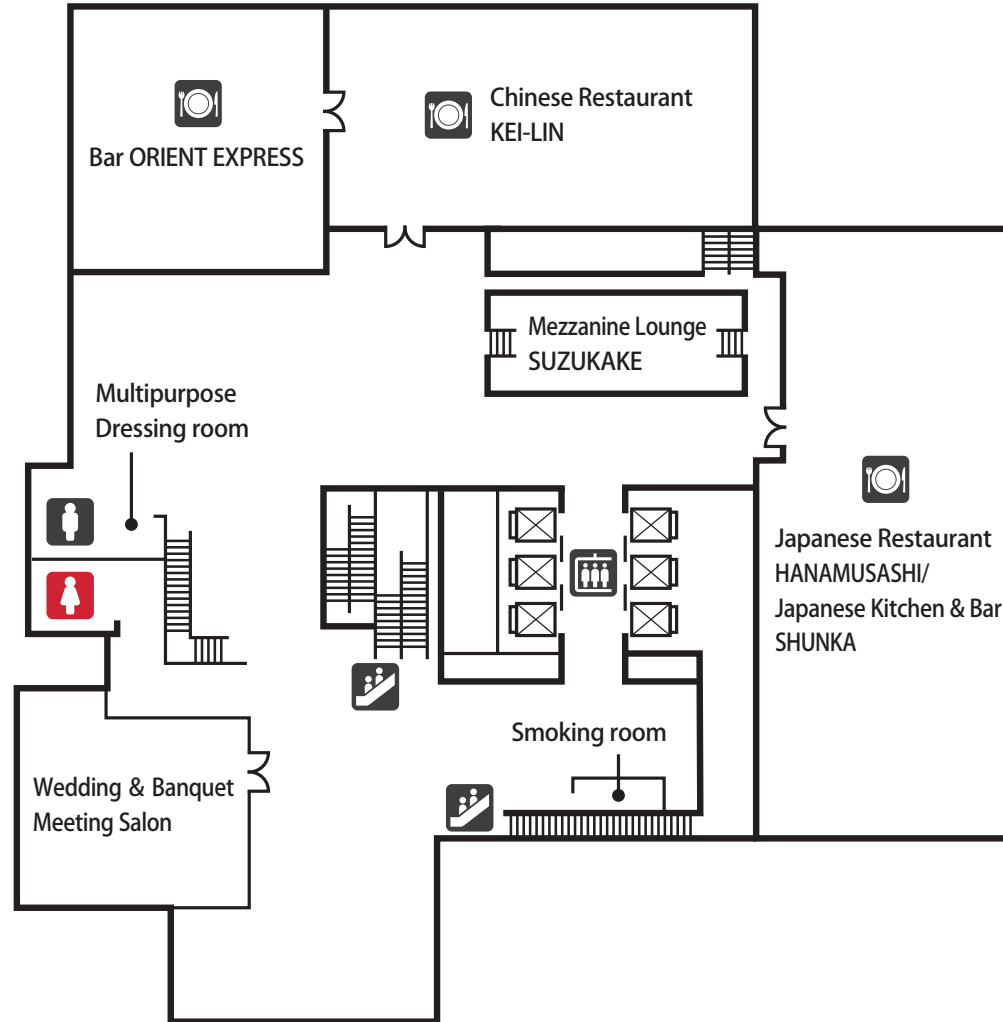 Chinese Restaurant
KEI-LIN
Bar ORIENT EXPRESS
Mezzanine Lounge
SUZUKAKE
Multipurpose
Dressing room
Japanese Restaurant
HANAMUSASHI/
Japanese Kitchen & Bar
SHUNKA
Smoking room
Wedding & Banquet
Meeting Salon